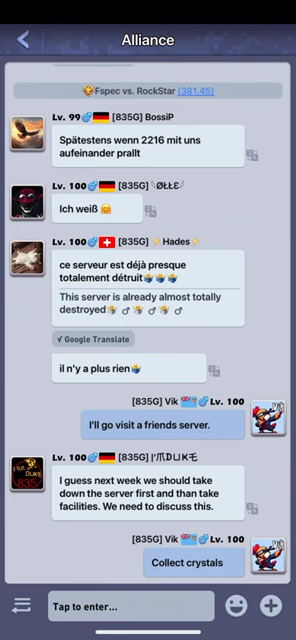 Alliance
Fspec vs. RockStar (381,45)
Lv. 99 [835G] BossiP
Spätestens wenn 2216 mit uns
aufeinander prallt
Lv. 100 [835G] ØŁŁƐ
Ich weiß 🤗
Lv. 100 [835G] ⚡Hades⚡
ce serveur est déjà presque
totalement détruit🤷‍♂️🤷‍♂️🤷‍♂️
This server is already almost totally
destroyed🤷 ♂ 🤷 ♂ 🤷 ♂
√ Google Translate
il n'y a plus rien🤷‍♂️
[835G] Vik Lv. 100
I'll go visit a friends server.
Lv. 100 [835G]
I guess next week we should take
down the server first and than take
facilities. We need to discuss this.
[835G] Vik Lv. 100
Collect crystals
Tap to enter...